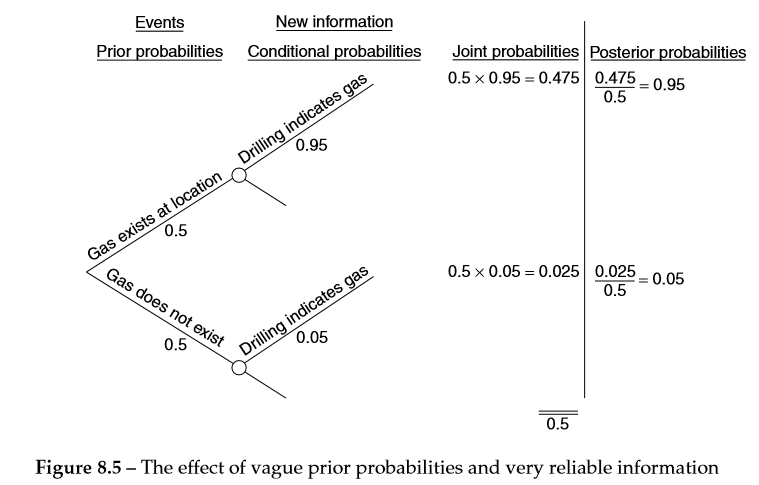 Events
New information
Prior probabilities
Conditional probabilities
Joint probabilities
Posterior probabilities
Drilling indicates gas
0.95
0.5 × 0.95 = 0.475
0.475
0.5
= 0.95
Gas exists at location
0.5
Gas does not exist
0.5
Drilling indicates gas
0.05
0.5 × 0.05 = 0.025
0.025
0.5
= 0.05
0.5
Figure 8.5 – The effect of vague prior probabilities and very reliable information